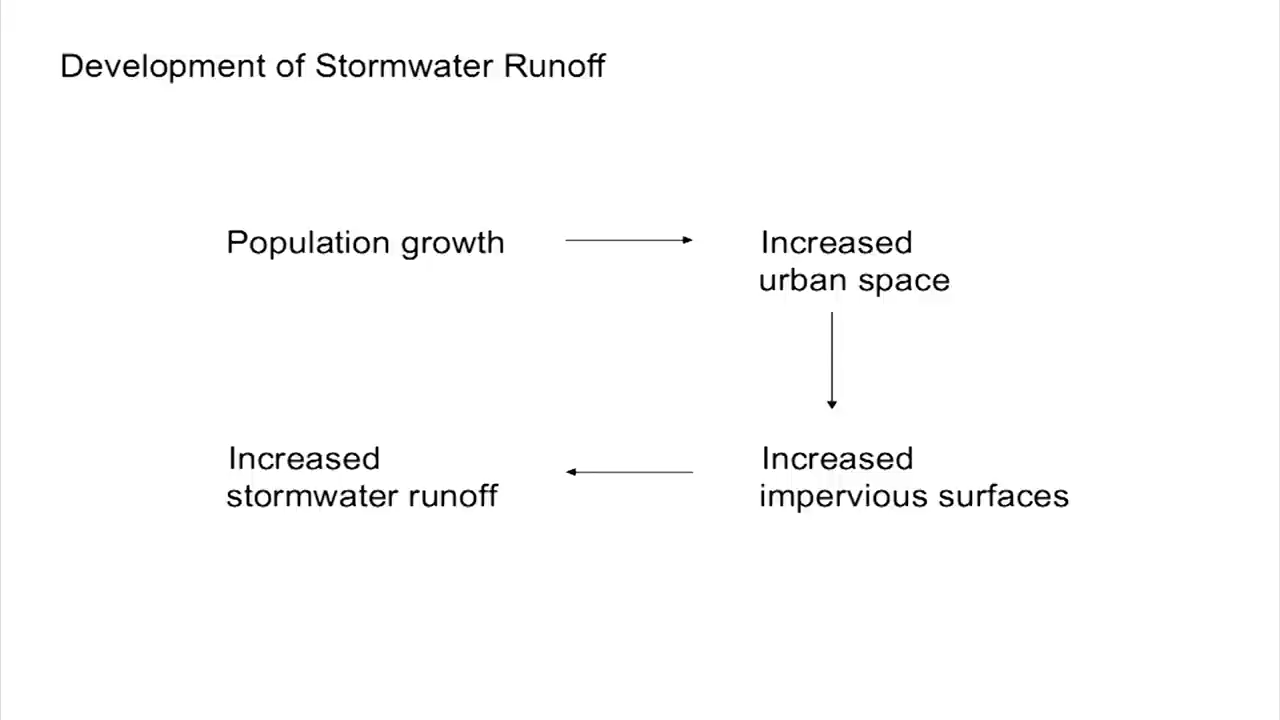 Development of Stormwater Runoff
Population growth
Increased
urban space
Increased
stormwater runoff
Increased
impervious surfaces